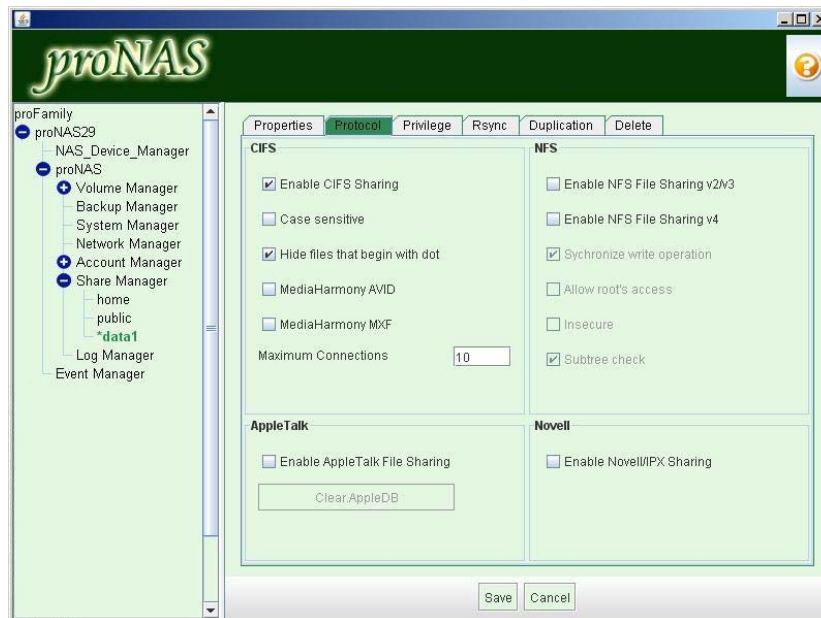 proNAS
proFamily
proNAS29
NAS_Device_Manager
proNAS
Volume Manager
Backup Manager
System Manager
Network Manager
Account Manager
Share Manager
home
public
*data1
Log Manager
Event Manager
Properties Protocol Privilege Rsync Duplication Delete
CIFS
Enable CIFS Sharing
Case sensitive
Hide files that begin with dot
MediaHarmony AVID
MediaHarmony MXF
Maximum Connections 10
NFS
Enable NFS File Sharing v2/v3
Enable NFS File Sharing v4
Sychronize write operation
Allow root's access
Insecure
Subtree check
AppleTalk
Enable AppleTalk File Sharing
Clear.AppleDB
Novell
Enable Novell/IPX Sharing
Save Cancel